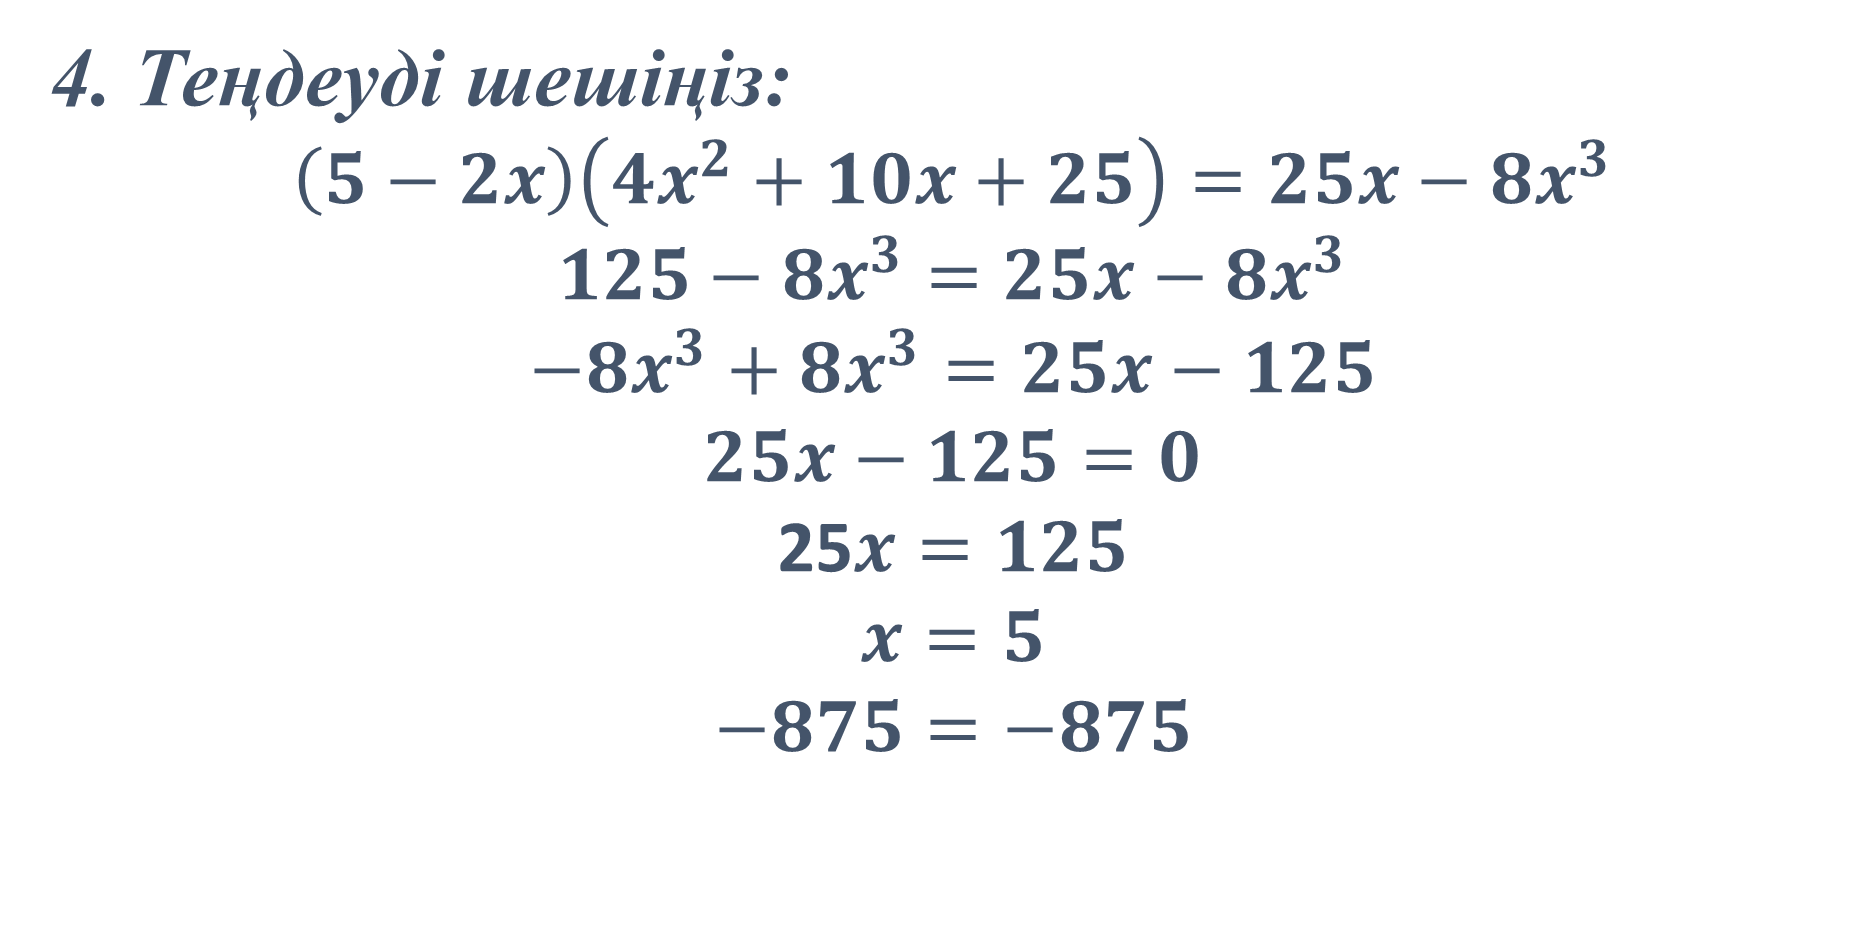 4. Теңдеуді шешіңіз:
(5 − 2x)(4x² + 10x + 25) = 25x − 8x³
125 − 8x³ = 25x − 8x³
−8x³ + 8x³ = 25x − 125
25x − 125 = 0
25x = 125
x = 5
−875 = −875